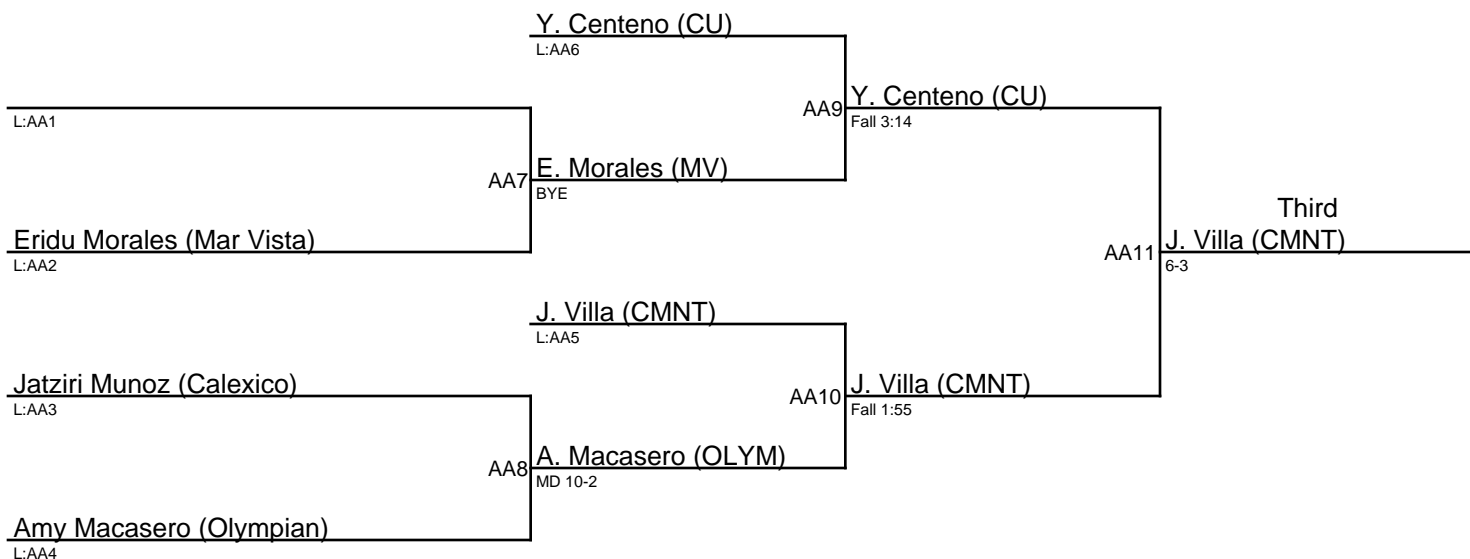 Y. Centeno (CU)
L:AA6
L:AA1
AA9
Y. Centeno (CU)
Fall 3:14
AA7
E. Morales (MV)
BYE
Eridu Morales (Mar Vista)
L:AA2
Third
AA11
J. Villa (CMNT)
6-3
J. Villa (CMNT)
L:AA5
Jatziri Munoz (Calexico)
L:AA3
AA10
J. Villa (CMNT)
Fall 1:55
AA8
A. Macasero (OLYM)
MD 10-2
Amy Macasero (Olympian)
L:AA4